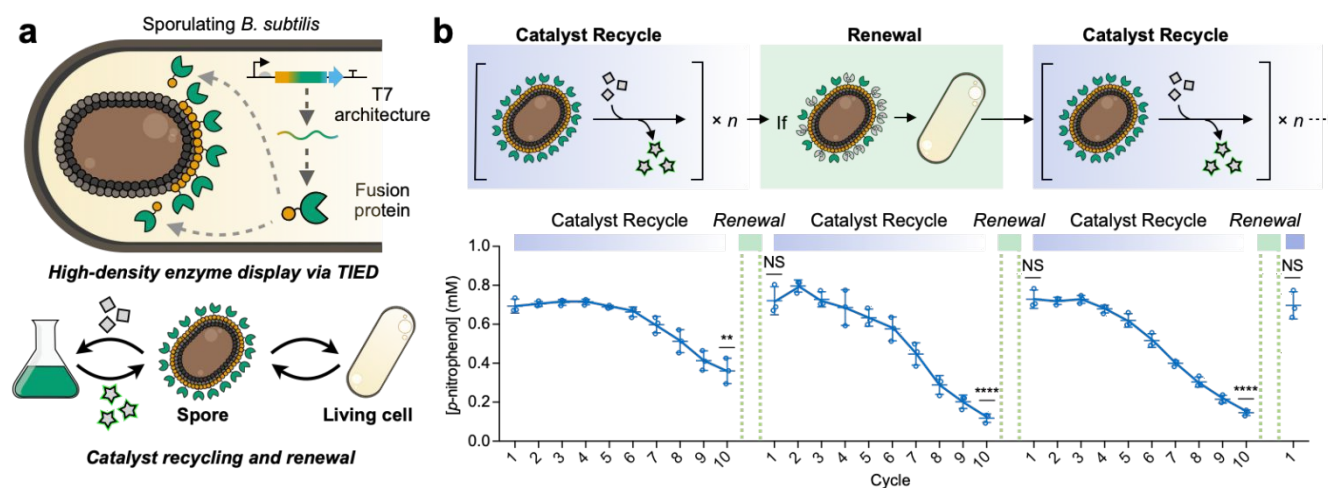 a
Sporulating B. subtilis
T7
architecture
Fusion
protein
High-density enzyme display via TIED
Spore
Living cell
Catalyst recycling and renewal
b
Catalyst Recycle
Renewal
Catalyst Recycle
× n
If
× n
Catalyst Recycle
Renewal
Catalyst Recycle
Renewal
Catalyst Recycle
Renewal
[p-nitrophenol] (mM)
1.0
0.8
0.6
0.4
0.2
0.0
**
NS
****
NS
****
NS
1 2 3 4 5 6 7 8 9 10 1 2 3 4 5 6 7 8 9 10 1 2 3 4 5 6 7 8 9 10 1
Cycle